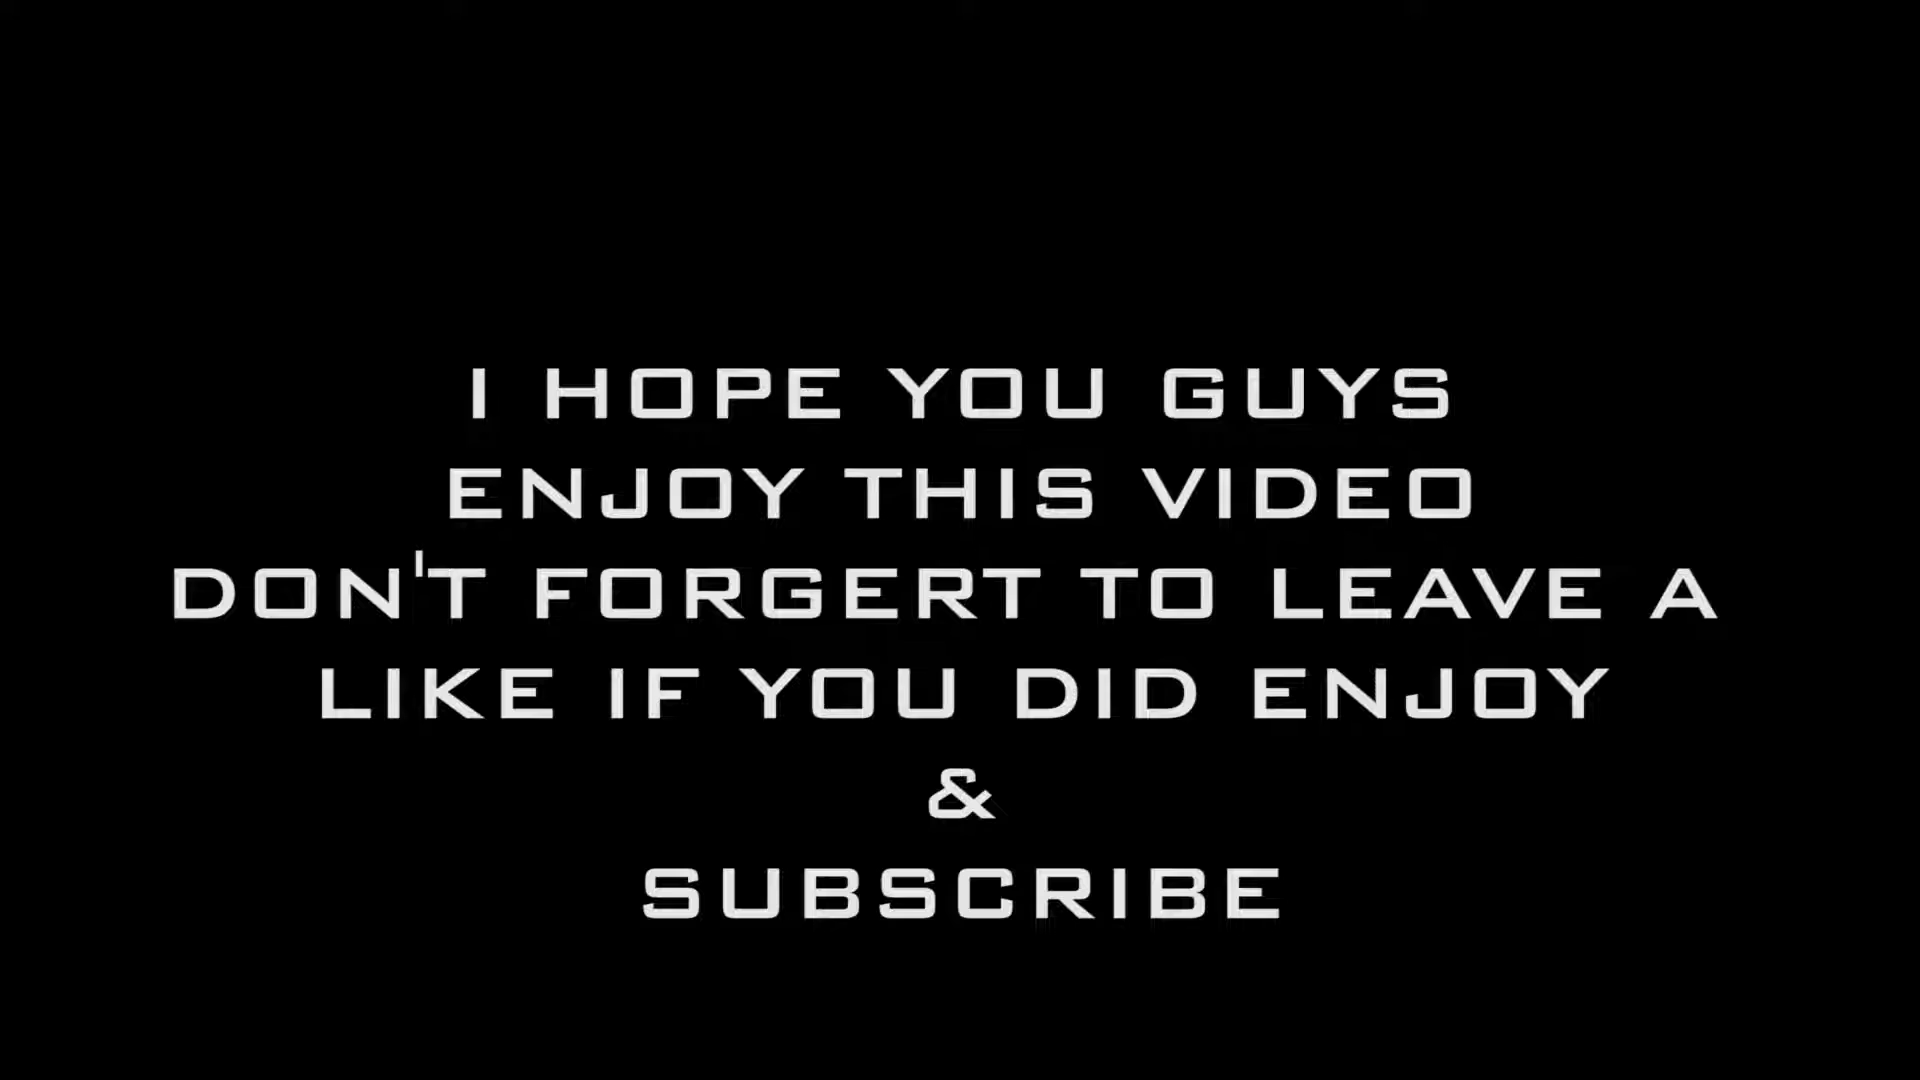 I HOPE YOU GUYS
ENJOY THIS VIDEO
DON'T FORGERT TO LEAVE A
LIKE IF YOU DID ENJOY
&
SUBSCRIBE